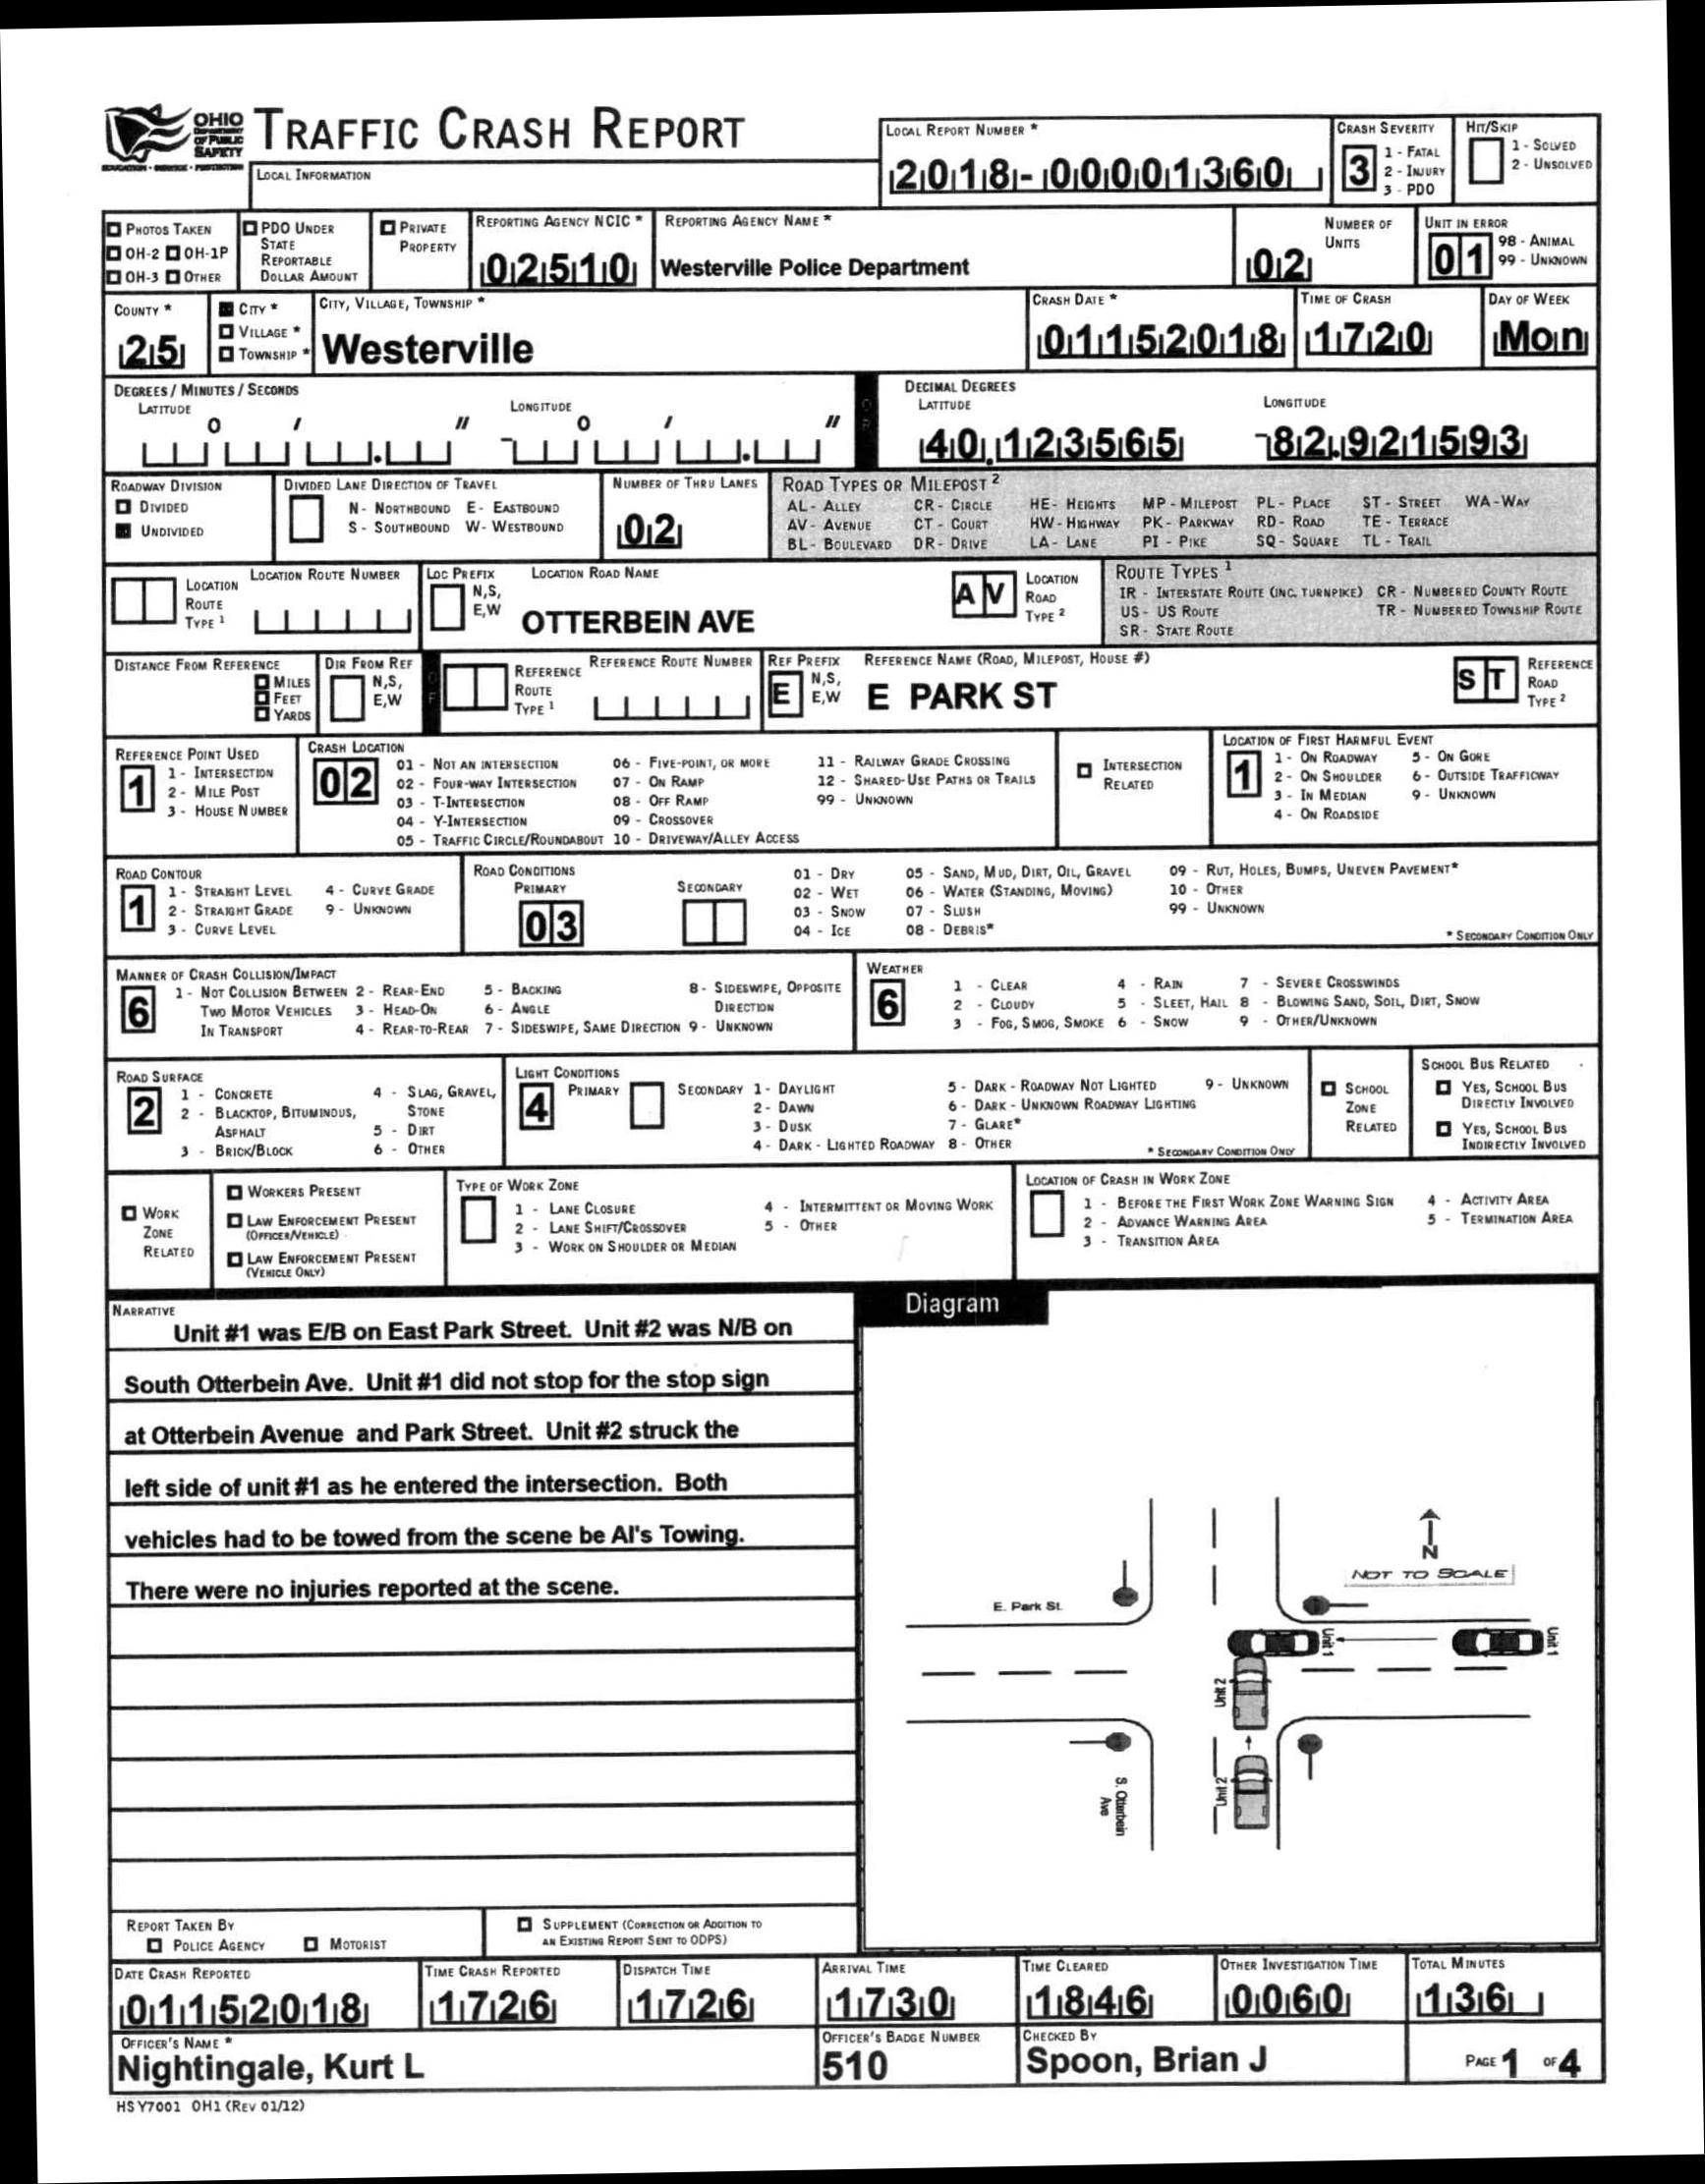 OHIO
DEPARTMENT
OF PUBLIC
SAFETY
EDUCATION • SERVICE • PROTECTION
TRAFFIC CRASH REPORT
LOCAL INFORMATION
LOCAL REPORT NUMBER *
2018-00001360
CRASH SEVERITY
3
1 - FATAL
2 - INJURY
3 - PDO
HIT/SKIP
1 - SOLVED
2 - UNSOLVED
PHOTOS TAKEN
OH-2 OH-1P
OH-3 OTHER
PDO UNDER
STATE
REPORTABLE
DOLLAR AMOUNT
PRIVATE
PROPERTY
REPORTING AGENCY NCIC *
02510
REPORTING AGENCY NAME *
Westerville Police Department
NUMBER OF
UNITS
02
UNIT IN ERROR
01
98 - ANIMAL
99 - UNKNOWN
COUNTY *
25
CITY *
VILLAGE *
TOWNSHIP *
CITY, VILLAGE, TOWNSHIP *
Westerville
CRASH DATE *
01152018
TIME OF CRASH
1720
DAY OF WEEK
Mon
DEGREES / MINUTES / SECONDS
LATITUDE
LONGITUDE
O / " O / "
DECIMAL DEGREES
LATITUDE
40.123565
LONGITUDE
-82.921593
ROADWAY DIVISION
DIVIDED
UNDIVIDED
DIVIDED LANE DIRECTION OF TRAVEL
N - NORTHBOUND E - EASTBOUND
S - SOUTHBOUND W - WESTBOUND
NUMBER OF THRU LANES
02
ROAD TYPES OR MILEPOST 2
AL - ALLEY CR - CIRCLE HE - HEIGHTS MP - MILEPOST PL - PLACE ST - STREET WA - WAY
AV - AVENUE CT - COURT HW - HIGHWAY PK - PARKWAY RD - ROAD TE - TERRACE
BL - BOULEVARD DR - DRIVE LA - LANE PI - PIKE SQ - SQUARE TL - TRAIL
LOCATION
ROUTE
TYPE 1
LOCATION ROUTE NUMBER
LOC PREFIX
N,S,
E,W
LOCATION ROAD NAME
OTTERBEIN AVE
AV
LOCATION
ROAD
TYPE 2
ROUTE TYPES 1
IR - INTERSTATE ROUTE (INC. TURNPIKE) CR - NUMBERED COUNTY ROUTE
US - US ROUTE TR - NUMBERED TOWNSHIP ROUTE
SR - STATE ROUTE
DISTANCE FROM REFERENCE
MILES
FEET
YARDS
DIR FROM REF
N,S,
E,W
REFERENCE
ROUTE
TYPE 1
REFERENCE ROUTE NUMBER
REF PREFIX
E
N,S,
E,W
REFERENCE NAME (ROAD, MILEPOST, HOUSE #)
E PARK ST
ST
REFERENCE
ROAD
TYPE 2
REFERENCE POINT USED
1
1 - INTERSECTION
2 - MILE POST
3 - HOUSE NUMBER
CRASH LOCATION
02
01 - NOT AN INTERSECTION 06 - FIVE-POINT, OR MORE 11 - RAILWAY GRADE CROSSING
02 - FOUR-WAY INTERSECTION 07 - ON RAMP 12 - SHARED-USE PATHS OR TRAILS
03 - T-INTERSECTION 08 - OFF RAMP 99 - UNKNOWN
04 - Y-INTERSECTION 09 - CROSSOVER
05 - TRAFFIC CIRCLE/ROUNDABOUT 10 - DRIVEWAY/ALLEY ACCESS
INTERSECTION
RELATED
LOCATION OF FIRST HARMFUL EVENT
1
1 - ON ROADWAY 5 - ON GORE
2 - ON SHOULDER 6 - OUTSIDE TRAFFICWAY
3 - IN MEDIAN 9 - UNKNOWN
4 - ON ROADSIDE
ROAD CONTOUR
1
1 - STRAIGHT LEVEL 4 - CURVE GRADE
2 - STRAIGHT GRADE 9 - UNKNOWN
3 - CURVE LEVEL
ROAD CONDITIONS
PRIMARY
03
SECONDARY
01 - DRY 05 - SAND, MUD, DIRT, OIL, GRAVEL 09 - RUT, HOLES, BUMPS, UNEVEN PAVEMENT*
02 - WET 06 - WATER (STANDING, MOVING) 10 - OTHER
03 - SNOW 07 - SLUSH 99 - UNKNOWN
04 - ICE 08 - DEBRIS*
* SECONDARY CONDITION ONLY
MANNER OF CRASH COLLISION/IMPACT
6
1 - NOT COLLISION BETWEEN 2 - REAR-END 5 - BACKING 8 - SIDESWIPE, OPPOSITE
TWO MOTOR VEHICLES 3 - HEAD-ON 6 - ANGLE DIRECTION
IN TRANSPORT 4 - REAR-TO-REAR 7 - SIDESWIPE, SAME DIRECTION 9 - UNKNOWN
WEATHER
6
1 - CLEAR 4 - RAIN 7 - SEVERE CROSSWINDS
2 - CLOUDY 5 - SLEET, HAIL 8 - BLOWING SAND, SOIL, DIRT, SNOW
3 - FOG, SMOG, SMOKE 6 - SNOW 9 - OTHER/UNKNOWN
ROAD SURFACE
2
1 - CONCRETE 4 - SLAG, GRAVEL,
2 - BLACKTOP, BITUMINOUS, STONE
ASPHALT 5 - DIRT
3 - BRICK/BLOCK 6 - OTHER
LIGHT CONDITIONS
4
PRIMARY
SECONDARY
1 - DAYLIGHT 5 - DARK - ROADWAY NOT LIGHTED 9 - UNKNOWN
2 - DAWN 6 - DARK - UNKNOWN ROADWAY LIGHTING
3 - DUSK 7 - GLARE*
4 - DARK - LIGHTED ROADWAY 8 - OTHER
* SECONDARY CONDITION ONLY
SCHOOL
ZONE
RELATED
SCHOOL BUS RELATED
YES, SCHOOL BUS
DIRECTLY INVOLVED
YES, SCHOOL BUS
INDIRECTLY INVOLVED
WORK
ZONE
RELATED
WORKERS PRESENT
LAW ENFORCEMENT PRESENT
(OFFICER/VEHICLE)
LAW ENFORCEMENT PRESENT
(VEHICLE ONLY)
TYPE OF WORK ZONE
1 - LANE CLOSURE 4 - INTERMITTENT OR MOVING WORK
2 - LANE SHIFT/CROSSOVER 5 - OTHER
3 - WORK ON SHOULDER OR MEDIAN
LOCATION OF CRASH IN WORK ZONE
1 - BEFORE THE FIRST WORK ZONE WARNING SIGN 4 - ACTIVITY AREA
2 - ADVANCE WARNING AREA 5 - TERMINATION AREA
3 - TRANSITION AREA
NARRATIVE
Unit #1 was E/B on East Park Street. Unit #2 was N/B on
South Otterbein Ave. Unit #1 did not stop for the stop sign
at Otterbein Avenue and Park Street. Unit #2 struck the
left side of unit #1 as he entered the intersection. Both
vehicles had to be towed from the scene be Al's Towing.
There were no injuries reported at the scene.
Diagram
N
NOT TO SCALE
E. Park St.
Unit 1
Unit 1
Unit 2
Unit 2
S. Otterbein
Ave
REPORT TAKEN BY
POLICE AGENCY MOTORIST
SUPPLEMENT (CORRECTION OR ADDITION TO
AN EXISTING REPORT SENT TO ODPS)
DATE CRASH REPORTED
01152018
TIME CRASH REPORTED
1726
DISPATCH TIME
1726
ARRIVAL TIME
1730
TIME CLEARED
1846
OTHER INVESTIGATION TIME
0060
TOTAL MINUTES
136
OFFICER'S NAME *
Nightingale, Kurt L
OFFICER'S BADGE NUMBER
510
CHECKED BY
Spoon, Brian J
PAGE 1 OF 4
HSY7001 OH1 (REV 01/12)